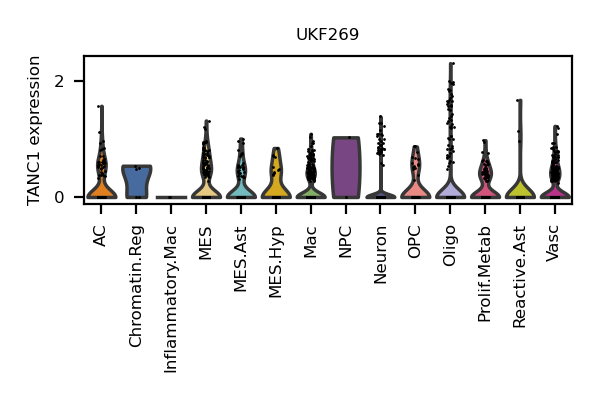 UKF269
TANC1 expression
2
0
AC
Chromatin.Reg
Inflammatory.Mac
MES
MES.Ast
MES.Hyp
Mac
NPC
Neuron
OPC
Oligo
Prolif.Metab
Reactive.Ast
Vasc